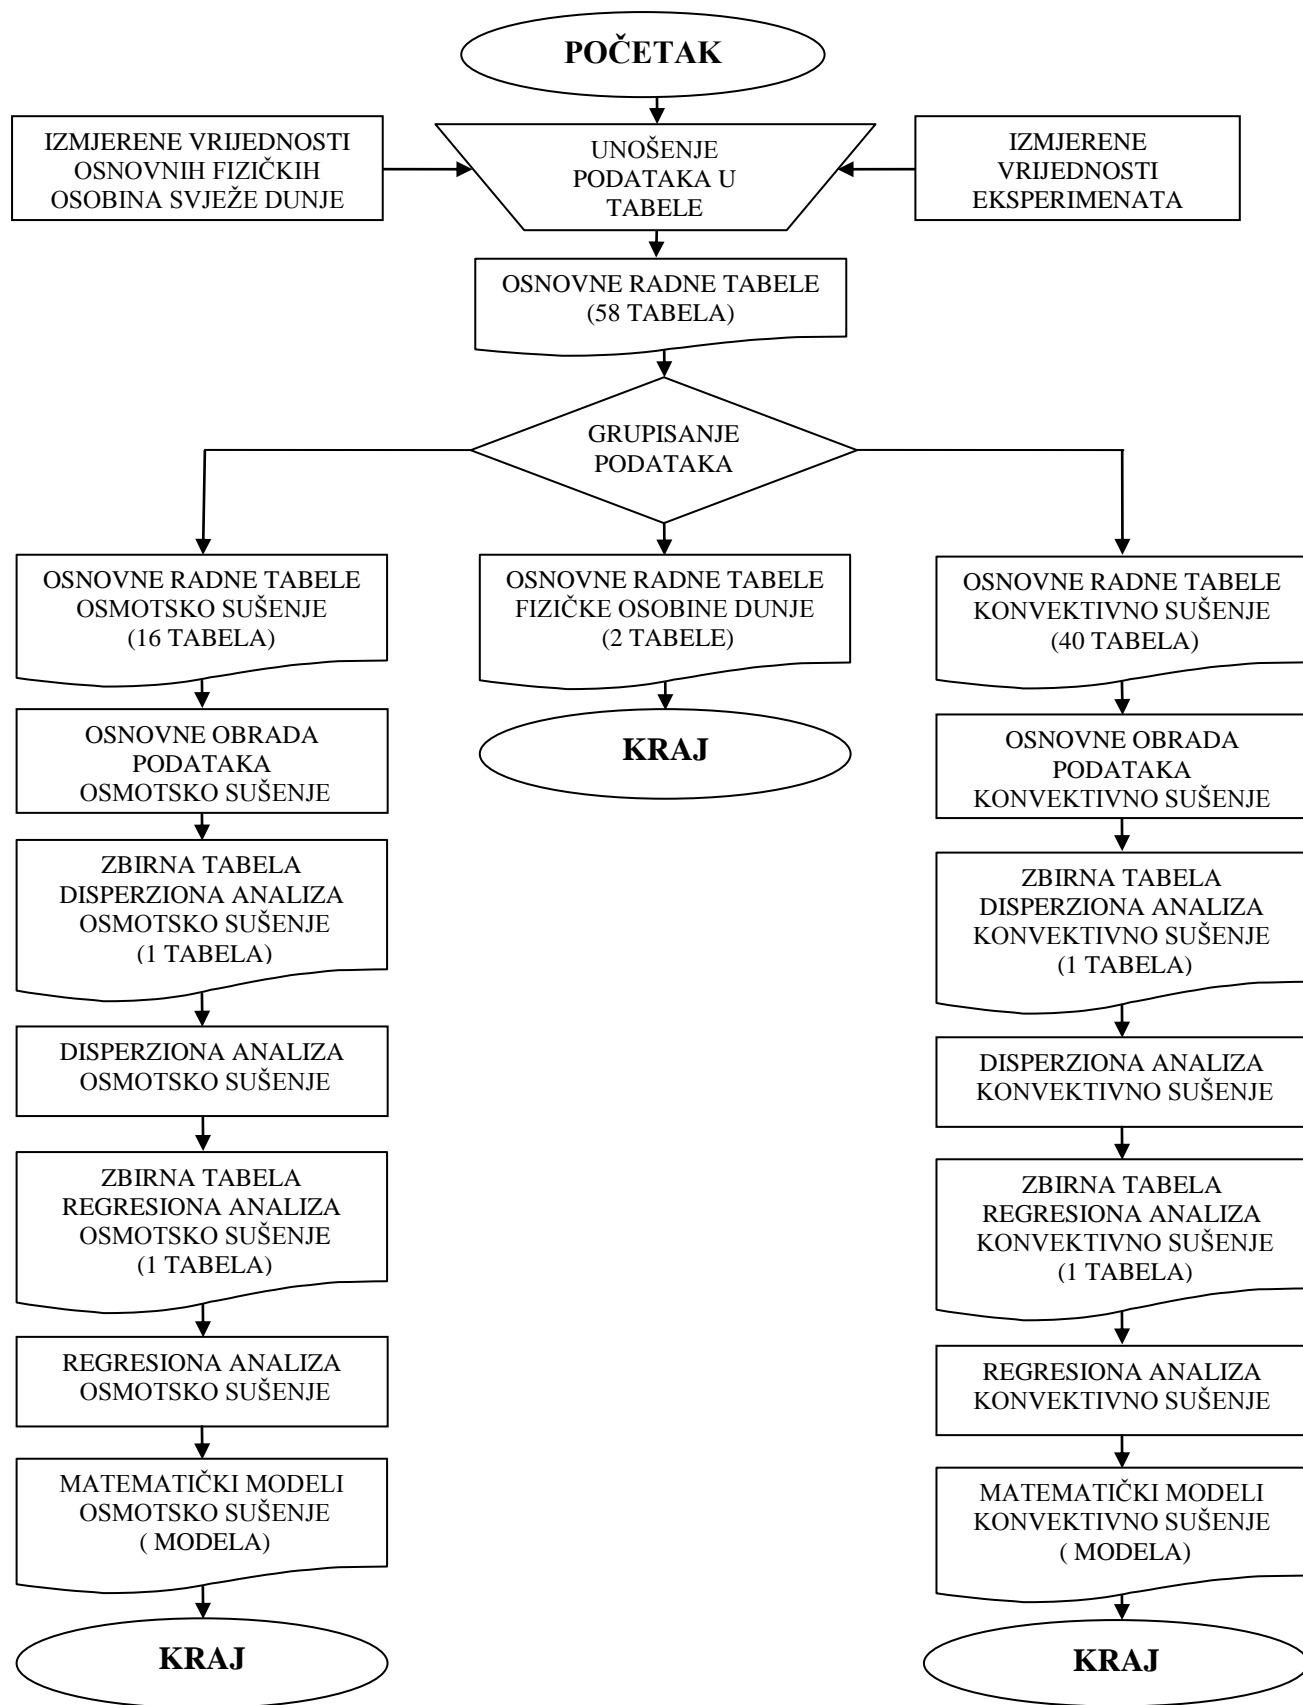 POČETAK
IZMJERENE VRIJEDNOSTI
OSNOVNIH FIZIČKIH
OSOBINA SVJEŽE DUNJE
UNOŠENJE
PODATAKA U
TABELE
IZMJERENE
VRIJEDNOSTI
EKSPERIMENATA
OSNOVNE RADNE TABELE
(58 TABELA)
GRUPISANJE
PODATAKA
OSNOVNE RADNE TABELE
OSMOTSKO SUŠENJE
(16 TABELA)
OSNOVNE OBRADA
PODATAKA
OSMOTSKO SUŠENJE
ZBIRNA TABELA
DISPERZIONA ANALIZA
OSMOTSKO SUŠENJE
(1 TABELA)
DISPERZIONA ANALIZA
OSMOTSKO SUŠENJE
ZBIRNA TABELA
REGRESIONA ANALIZA
OSMOTSKO SUŠENJE
(1 TABELA)
REGRESIONA ANALIZA
OSMOTSKO SUŠENJE
MATEMATIČKI MODELI
OSMOTSKO SUŠENJE
( MODELA)
KRAJ
OSNOVNE RADNE TABELE
FIZIČKE OSOBINE DUNJE
(2 TABELE)
KRAJ
OSNOVNE RADNE TABELE
KONVEKTIVNO SUŠENJE
(40 TABELA)
OSNOVNE OBRADA
PODATAKA
KONVEKTIVNO SUŠENJE
ZBIRNA TABELA
DISPERZIONA ANALIZA
KONVEKTIVNO SUŠENJE
(1 TABELA)
DISPERZIONA ANALIZA
KONVEKTIVNO SUŠENJE
ZBIRNA TABELA
REGRESIONA ANALIZA
KONVEKTIVNO SUŠENJE
(1 TABELA)
REGRESIONA ANALIZA
KONVEKTIVNO SUŠENJE
MATEMATIČKI MODELI
KONVEKTIVNO SUŠENJE
( MODELA)
KRAJ